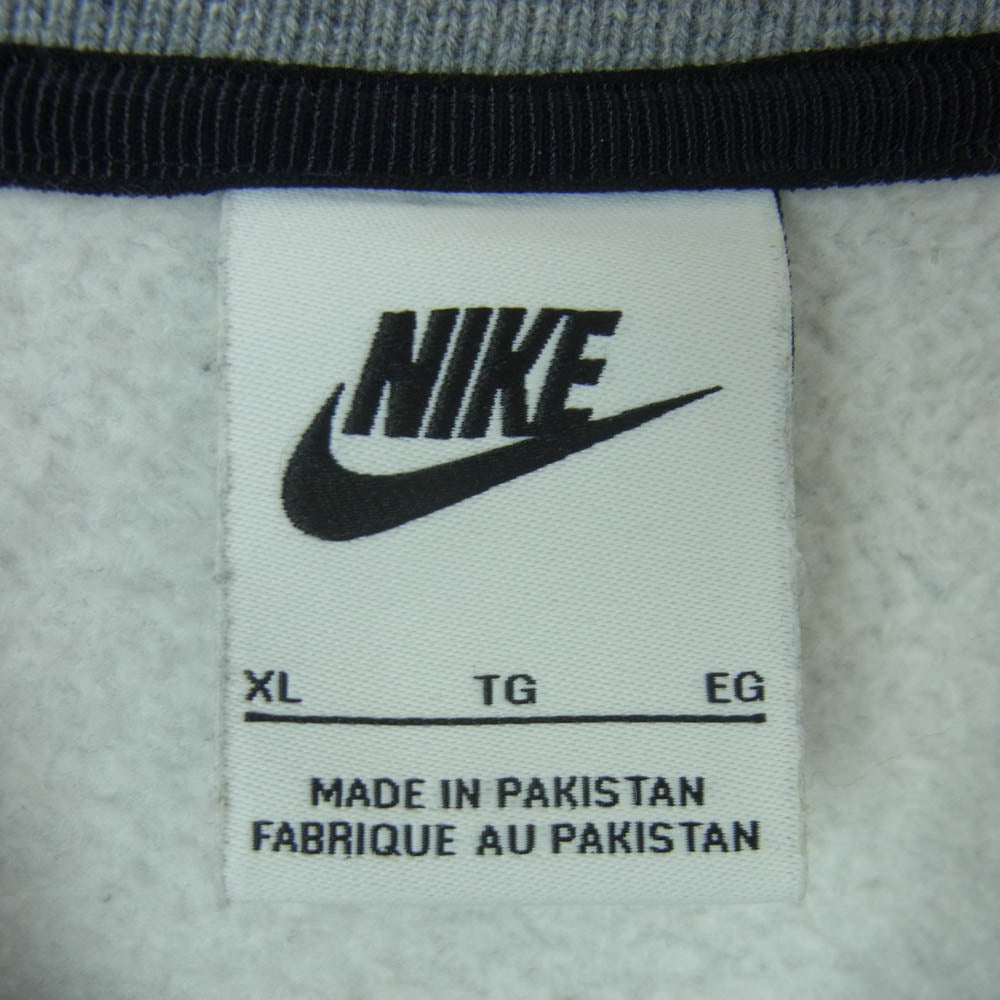 NIKE
XL TG EG
MADE IN PAKISTAN
FABRIQUE AU PAKISTAN